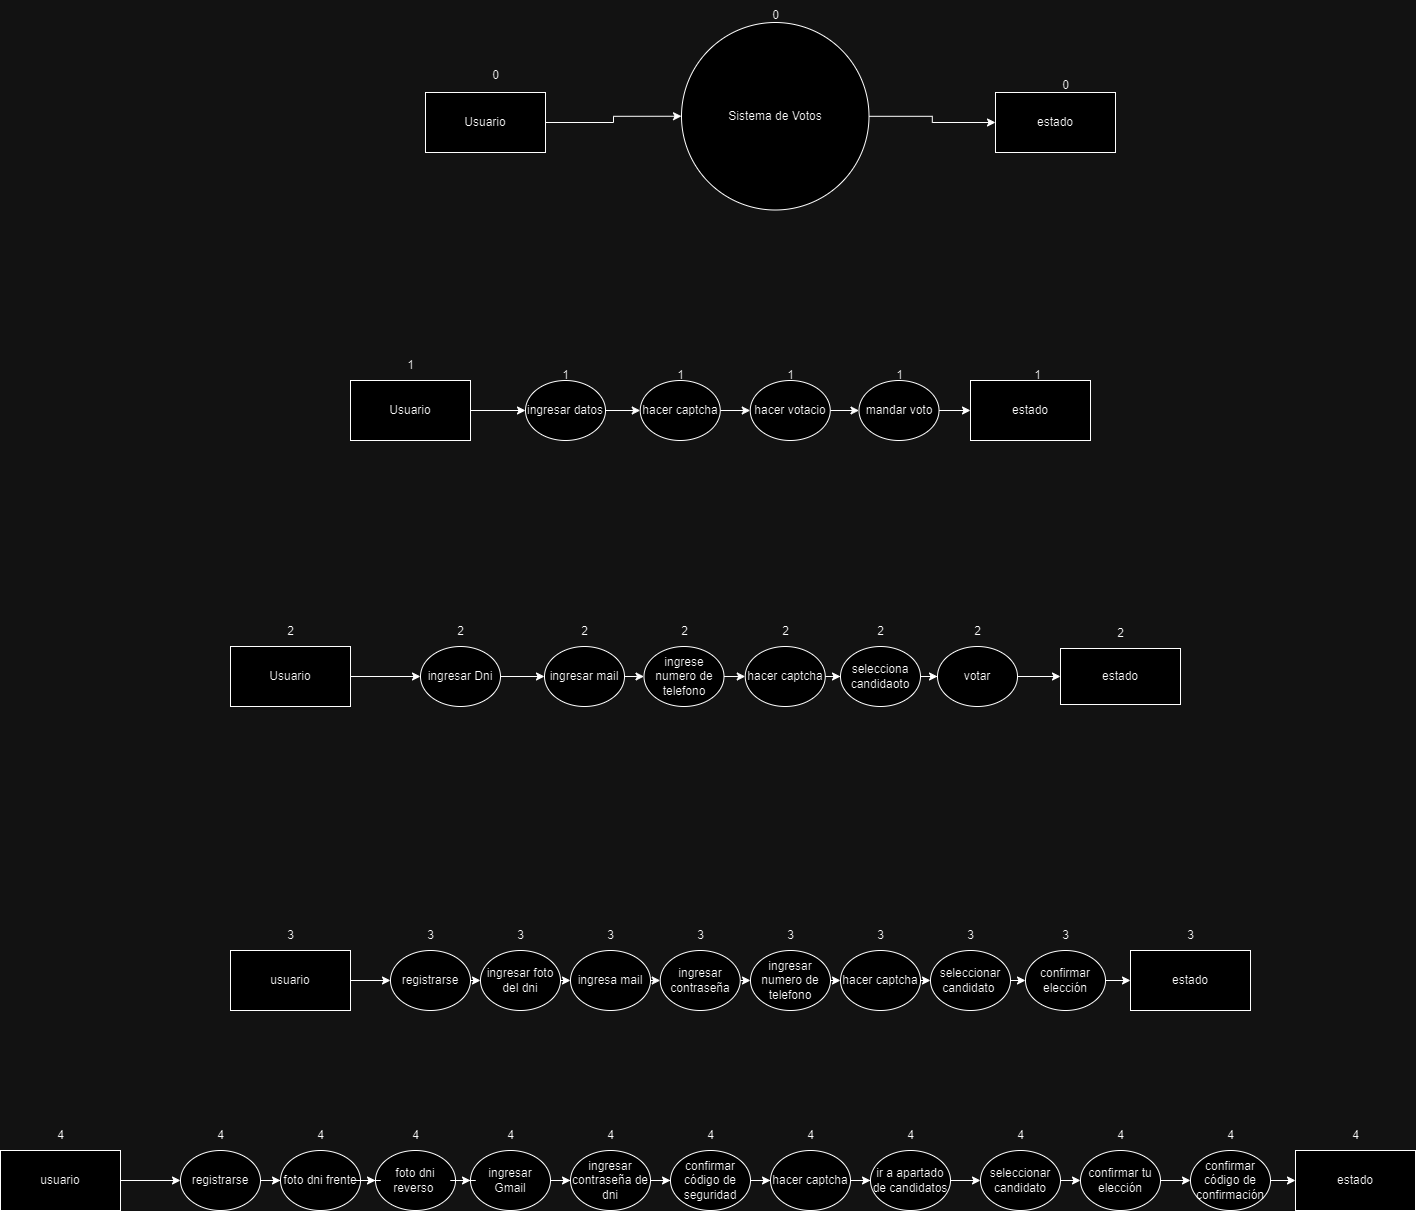 0
0
0
Usuario
Sistema de Votos
estado
1
1
1
1
1
1
Usuario
ingresar datos
hacer captcha
hacer votacio
mandar voto
estado
2
2
2
2
2
2
2
2
Usuario
ingresar Dni
ingresar mail
ingrese
numero de
telefono
hacer captcha
selecciona
candidaoto
votar
estado
3
3
3
3
3
3
3
3
3
3
usuario
registrarse
ingresar foto
del dni
ingresa mail
ingresar
contraseña
ingresar
numero de
telefono
hacer captcha
seleccionar
candidato
confirmar
elección
estado
4
4
4
4
4
4
4
4
4
4
4
4
4
usuario
registrarse
foto dni frente
foto dni
reverso
ingresar
Gmail
ingresar
contraseña de
dni
confirmar
código de
seguridad
hacer captcha
ir a apartado
de candidatos
seleccionar
candidato
confirmar tu
elección
confirmar
código de
confirmación
estado